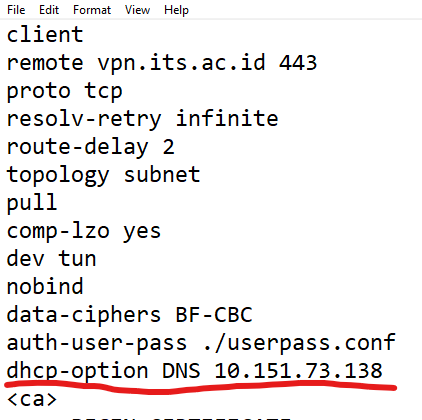 File Edit Format View Help
client
remote vpn.its.ac.id 443
proto tcp
resolv-retry infinite
route-delay 2
topology subnet
pull
comp-lzo yes
dev tun
nobind
data-ciphers BF-CBC
auth-user-pass ./userpass.conf
dhcp-option DNS 10.151.73.138
<ca>